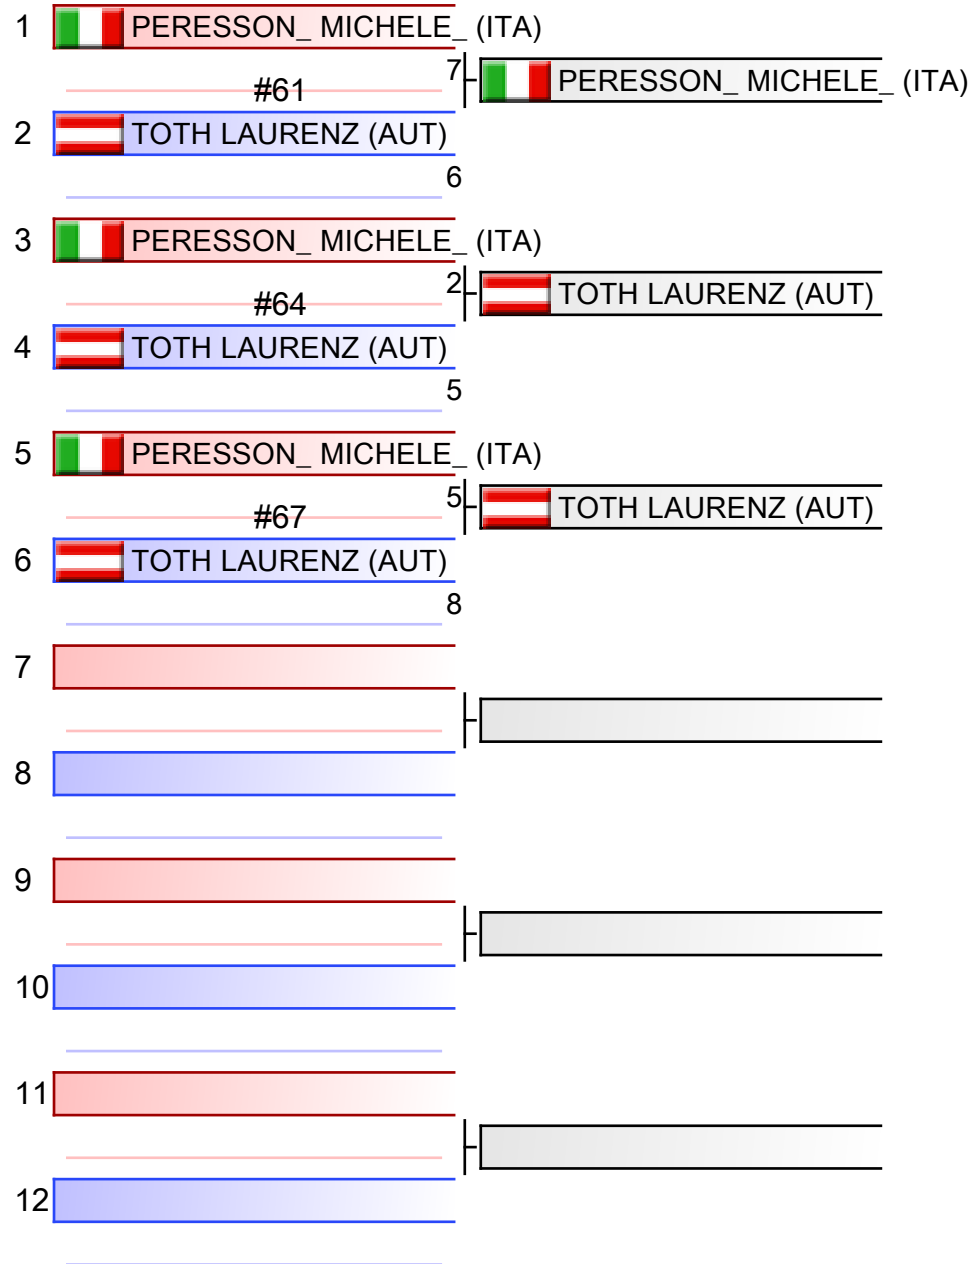 1 PERESSON_ MICHELE_ (ITA)
7 PERESSON_ MICHELE_ (ITA)
#61
2 TOTH LAURENZ (AUT)
6
3 PERESSON_ MICHELE_ (ITA)
2 TOTH LAURENZ (AUT)
#64
4 TOTH LAURENZ (AUT)
5
5 PERESSON_ MICHELE_ (ITA)
5 TOTH LAURENZ (AUT)
#67
6 TOTH LAURENZ (AUT)
8
7
8
9
10
11
12